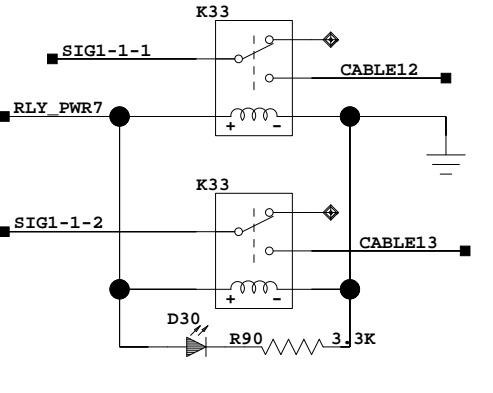 K33
SIG1-1-1
CABLE12
RLY_PWR7
+ -
K33
SIG1-1-2
CABLE13
+ -
D30
R90 3.3K